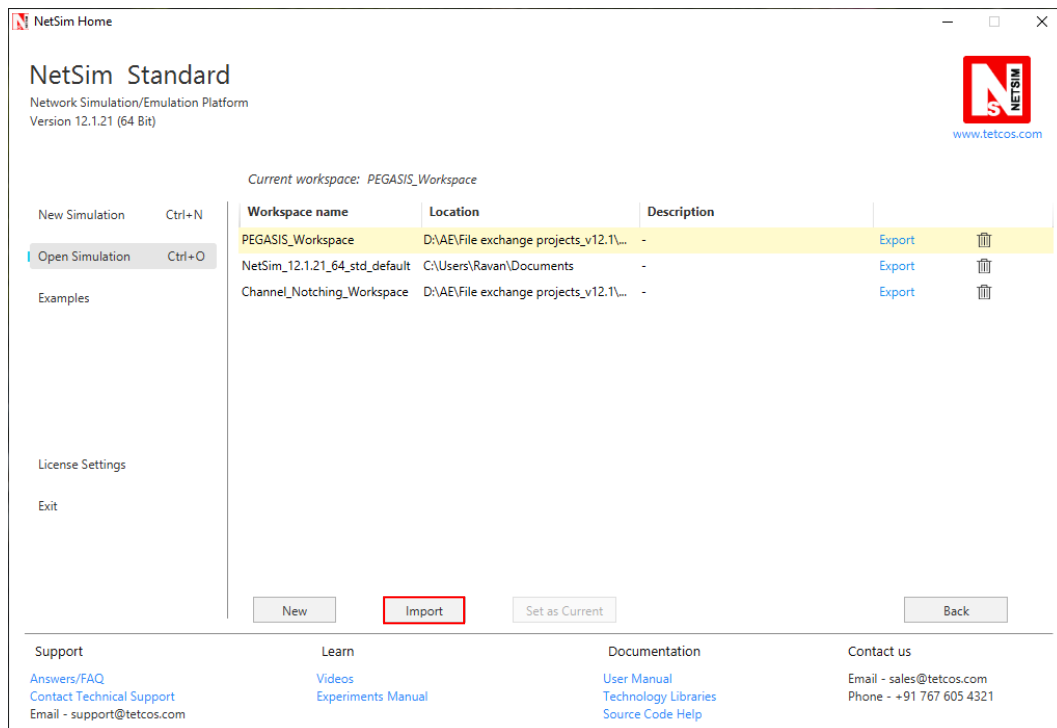 NetSim Home
NetSim Standard
Network Simulation/Emulation Platform
Version 12.1.21 (64 Bit)
NS NETSIM
www.tetcos.com
Current workspace: PEGASIS_Workspace
New Simulation Ctrl+N
Open Simulation Ctrl+O
Examples
License Settings
Exit
Workspace name Location Description
PEGASIS_Workspace D:\AE\File exchange projects_v12.1\... - Export
NetSim_12.1.21_64_std_default C:\Users\Ravan\Documents - Export
Channel_Notching_Workspace D:\AE\File exchange projects_v12.1\... - Export
New Import Set as Current Back
Support
Answers/FAQ
Contact Technical Support
Email - support@tetcos.com
Learn
Videos
Experiments Manual
Documentation
User Manual
Technology Libraries
Source Code Help
Contact us
Email - sales@tetcos.com
Phone - +91 767 605 4321